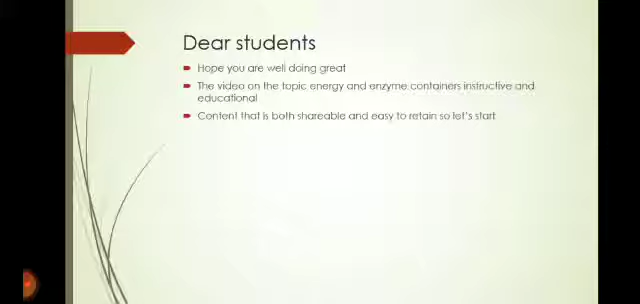 Dear students
Hope you are well doing great
The video on the topic energy and enzyme containers instructive and
educational
Content that is both shareable and easy to retain so let's start